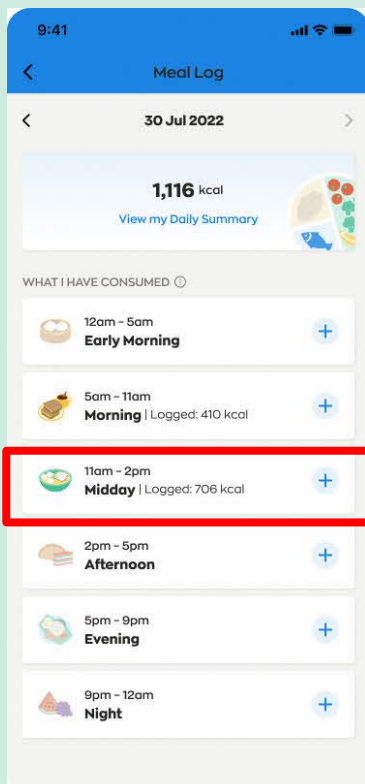 9:41
Meal Log
30 Jul 2022
1,116 kcal
View my Daily Summary
WHAT I HAVE CONSUMED
12am - 5am
Early Morning
5am - 11am
Morning | Logged: 410 kcal
11am - 2pm
Midday | Logged: 706 kcal
2pm - 5pm
Afternoon
5pm - 9pm
Evening
9pm - 12am
Night